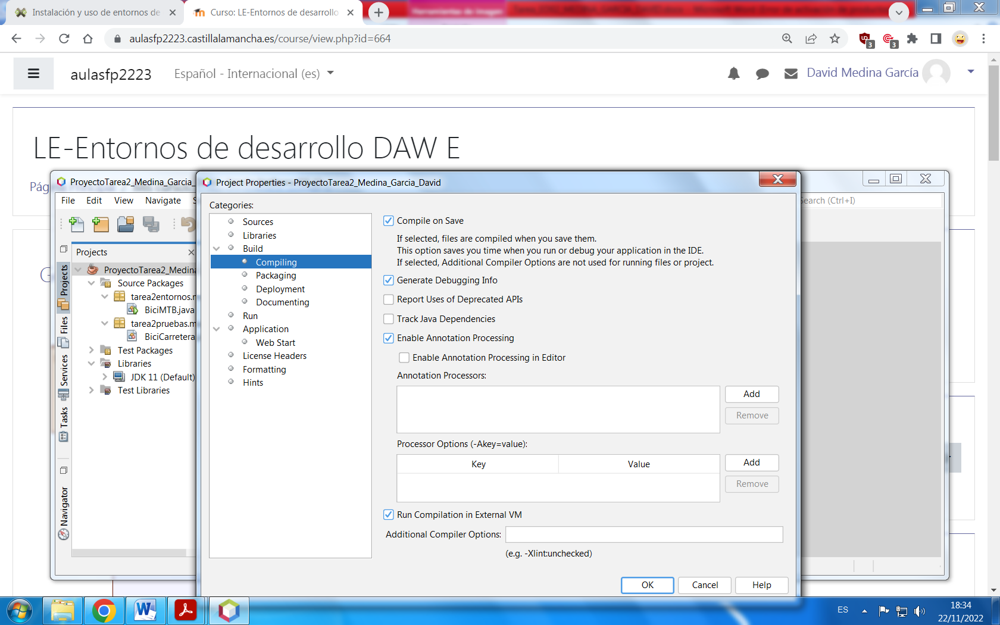 Instalación y uso de entornos de
Curso: LE-Entornos de desarrollo
Herramientas de imagen
aulasfp2223.castillalamancha.es/course/view.php?id=664
3
3
aulasfp2223
Español - Internacional (es)
David Medina García
LE-Entornos de desarrollo DAW E
Pág
ProyectoTarea2_Medina_Garcia_
Project Properties - ProyectoTarea2_Medina_Garcia_David
File Edit View Navigate S
Search (Ctrl+I)
Projects
Projects
Files
Services
Tasks
Navigator
ProyectoTarea2_Medina
Source Packages
tarea2entornos.m
BiciMTB.java
tarea2pruebas.m
BiciCarretera
Test Packages
Libraries
JDK 11 (Default)
Test Libraries
Categories:
Sources
Libraries
Build
Compiling
Packaging
Deployment
Documenting
Run
Application
Web Start
License Headers
Formatting
Hints
Compile on Save
If selected, files are compiled when you save them.
This option saves you time when you run or debug your application in the IDE.
If selected, Additional Compiler Options are not used for running files or project.
Generate Debugging Info
Report Uses of Deprecated APIs
Track Java Dependencies
Enable Annotation Processing
Enable Annotation Processing in Editor
Annotation Processors:
Add
Remove
Processor Options (-Akey=value):
Key Value
Add
Remove
Run Compilation in External VM
Additional Compiler Options:
(e.g. -Xlint:unchecked)
OK Cancel Help
ES
18:34
22/11/2022